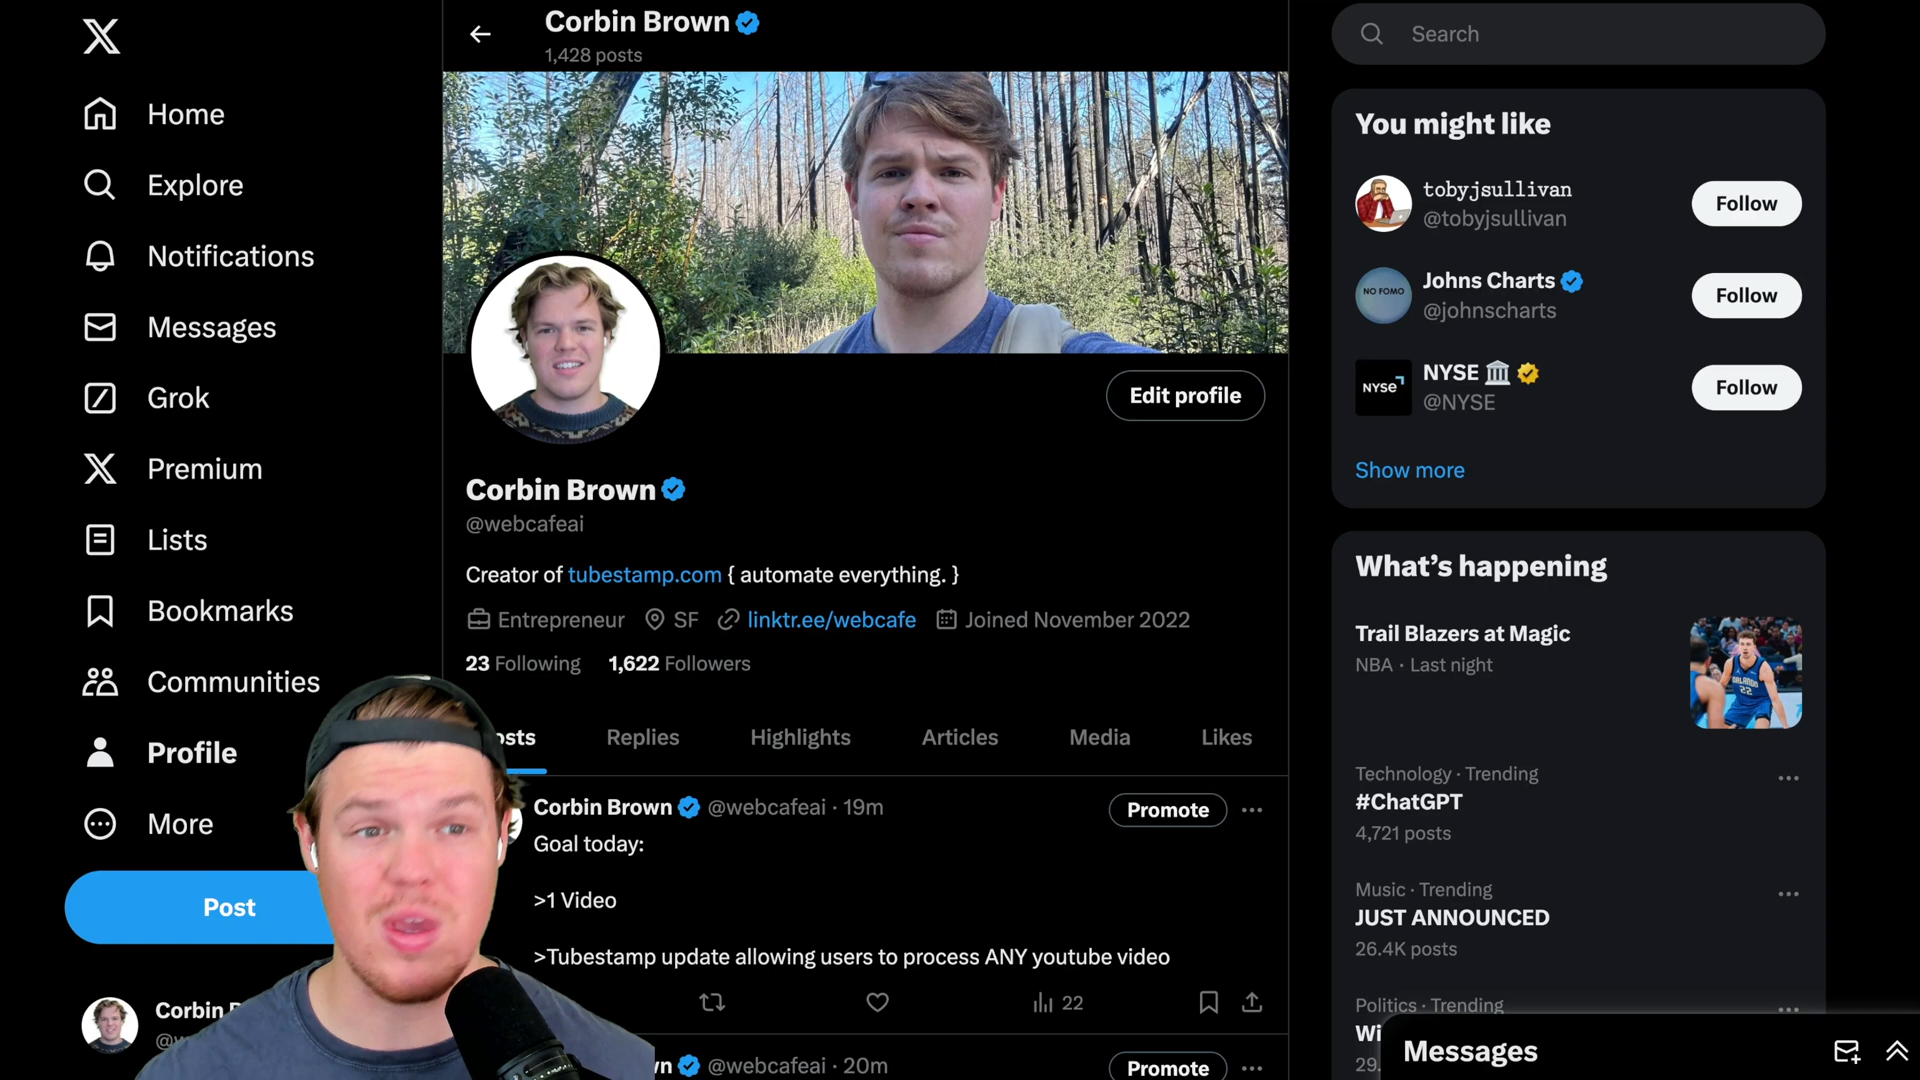 Home
Explore
Notifications
Messages
Grok
Premium
Lists
Bookmarks
Communities
Profile
More
Post
Corbin
Corbin Brown
1,428 posts
Edit profile
Corbin Brown
@webcafeai
Creator of tubestamp.com { automate everything. }
Entrepreneur SF linktr.ee/webcafe Joined November 2022
23 Following 1,622 Followers
Replies Highlights Articles Media Likes
Corbin Brown @webcafeai · 19m
Promote
Goal today:
>1 Video
>Tubestamp update allowing users to process ANY youtube video
22
@webcafeai · 20m
Promote
Search
You might like
tobyjsullivan
@tobyjsullivan
Follow
NO FOMO
Johns Charts
@johnscharts
Follow
NYSE
NYSE
@NYSE
Follow
Show more
What's happening
Trail Blazers at Magic
NBA · Last night
ORLANDO
22
Technology · Trending
#ChatGPT
4,721 posts
Music · Trending
JUST ANNOUNCED
26.4K posts
Politics · Trending
Messages